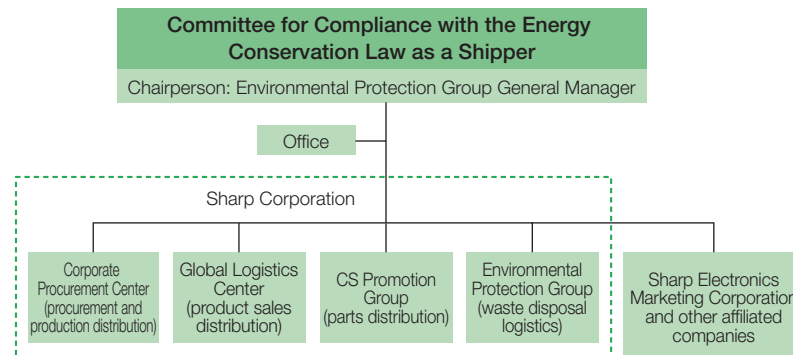 Committee for Compliance with the Energy
Conservation Law as a Shipper
Chairperson: Environmental Protection Group General Manager
Office
Sharp Corporation
Corporate
Procurement Center
(procurement and
production distribution)
Global Logistics
Center
(product sales
distribution)
CS Promotion
Group
(parts distribution)
Environmental
Protection Group
(waste disposal
logistics)
Sharp Electronics
Marketing Corporation
and other affiliated
companies